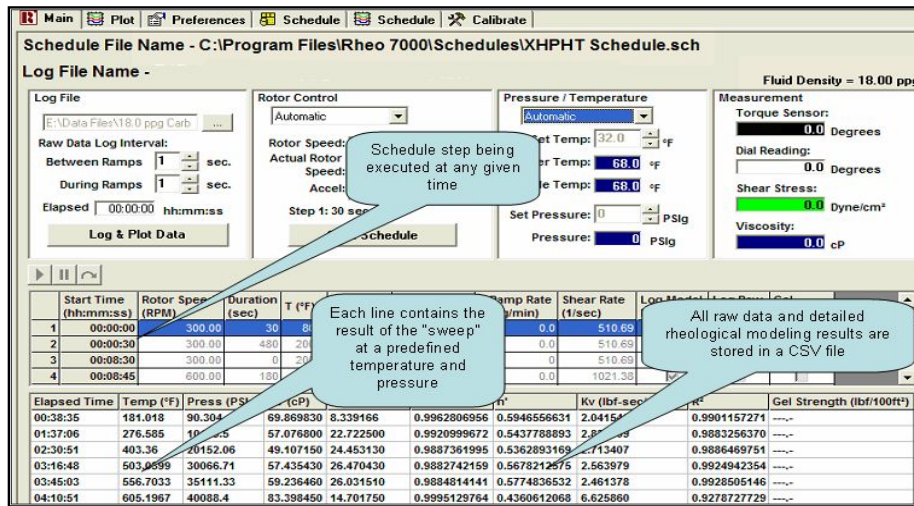 Main Plot Preferences Schedule Schedule Calibrate
Schedule File Name - C:\Program Files\Rheo 7000\Schedules\XHPHT Schedule.sch
Log File Name -
Fluid Density = 18.00 ppg
Log File
E:\Data Files\18.0 ppg Carb ...
Raw Data Log Interval:
Between Ramps 1 sec.
During Ramps 1 sec.
Elapsed 00:00:00 hh:mm:ss
Log & Plot Data
Rotor Control
Automatic
Rotor Speed:
Actual Rotor
Speed:
Accel:
Step 1: 30 sec
Schedule
Pressure / Temperature
Automatic
Set Temp: 32.0 °F
Temp: 68.0 °F
Temp: 68.0 °F
Set Pressure: 0 PSIg
Pressure: 0 PSIg
Measurement
Torque Sensor:
0.0 Degrees
Dial Reading:
0.0 Degrees
Shear Stress:
0.0 Dyne/cm²
Viscosity:
0.0 cP
Schedule step being
executed at any given
time
Start Time Rotor Speed Duration Ramp Rate Shear Rate
(hh:mm:ss) (RPM) (sec) T (°F) (1/sec)
1 00:00:00 300.00 30 0.0 510.69
2 00:00:30 300.00 480 0.0 510.69
3 00:08:30 300.00 0 0.0 510.69
4 00:08:45 600.00 180 0.0 1021.38
Each line contains the
result of the "sweep"
at a predefined
temperature and
pressure
All raw data and detailed
rheological modeling results are
stored in a CSV file
Elapsed Time Temp (°F) Press (cP) n' Kv (lbf-sec R² Gel Strength (lbf/100ft²)
00:38:35 181.018 90.304 69.869830 8.339166 0.9962806956 0.5946556631 0.9901157271 ---.-
01:37:06 276.585 57.076800 22.722500 0.9920999672 0.5437788893 0.9883256370 ---.-
02:30:51 403.36 20152.06 49.107150 24.453130 0.9887361995 0.5362893169 0.9886469751 ---.-
03:16:48 30066.71 57.435430 26.470430 0.9882742159 2.563979 0.9924942354 ---.-
03:45:03 556.7033 35111.33 59.236460 26.031510 0.9884814141 0.5774836532 2.461378 0.9928505146 ---.-
04:10:51 605.1967 40088.4 83.398450 14.701750 0.9995129764 0.4360612068 6.625860 0.9278727729 ---.-